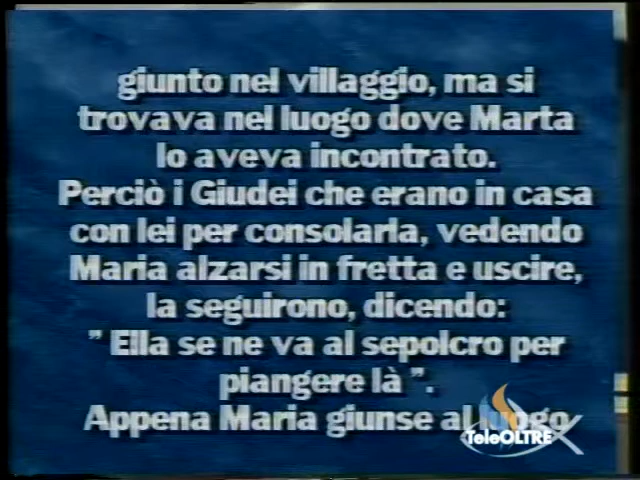 giunto nel villaggio, ma si
trovava nel luogo dove Marta
lo aveva incontrato.
Perciò i Giudei che erano in casa
con lei per consolarla, vedendo
Maria alzarsi in fretta e uscire,
la seguirono, dicendo:
" Ella se ne va al sepolcro per
piangere là ".
Appena Maria giunse al luogo
TeleOLTRE